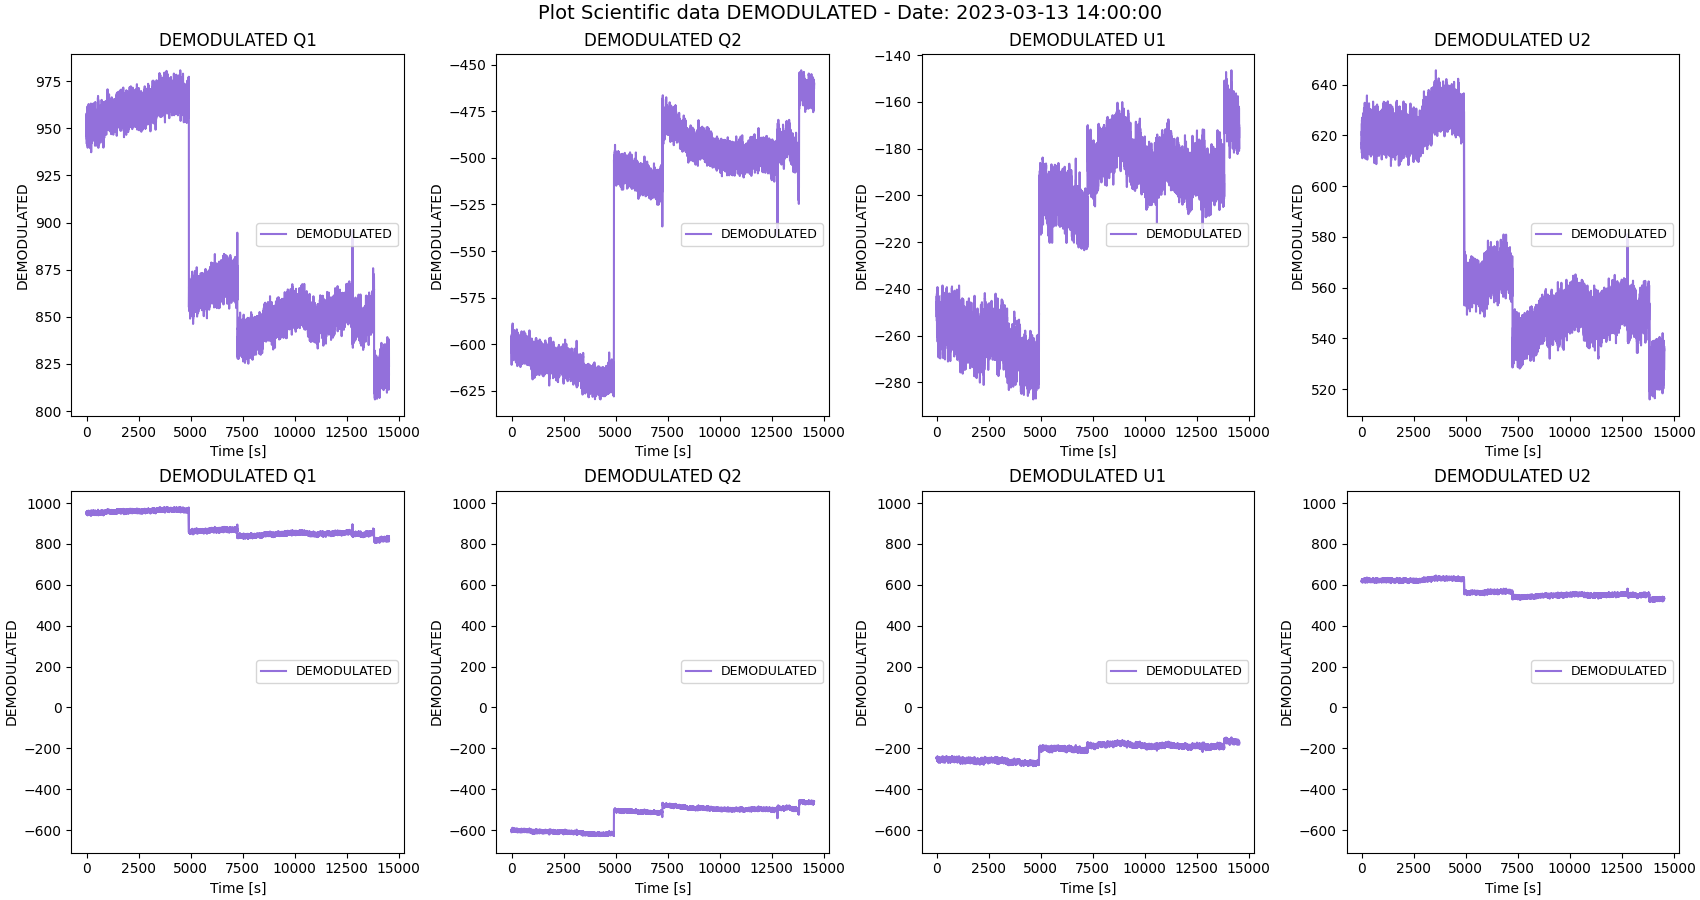 Plot Scientific data DEMODULATED - Date: 2023-03-13 14:00:00
DEMODULATED Q1
DEMODULATED
975
950
925
900
875
850
825
800
0 2500 5000 7500 10000 12500 15000
Time [s]
DEMODULATED
DEMODULATED Q2
DEMODULATED
−450
−475
−500
−525
−550
−575
−600
−625
0 2500 5000 7500 10000 12500 15000
Time [s]
DEMODULATED
DEMODULATED U1
DEMODULATED
−140
−160
−180
−200
−220
−240
−260
−280
0 2500 5000 7500 10000 12500 15000
Time [s]
DEMODULATED
DEMODULATED U2
DEMODULATED
640
620
600
580
560
540
520
0 2500 5000 7500 10000 12500 15000
Time [s]
DEMODULATED
DEMODULATED Q1
DEMODULATED
1000
800
600
400
200
0
−200
−400
−600
0 2500 5000 7500 10000 12500 15000
Time [s]
DEMODULATED
DEMODULATED Q2
DEMODULATED
1000
800
600
400
200
0
−200
−400
−600
0 2500 5000 7500 10000 12500 15000
Time [s]
DEMODULATED
DEMODULATED U1
DEMODULATED
1000
800
600
400
200
0
−200
−400
−600
0 2500 5000 7500 10000 12500 15000
Time [s]
DEMODULATED
DEMODULATED U2
DEMODULATED
1000
800
600
400
200
0
−200
−400
−600
0 2500 5000 7500 10000 12500 15000
Time [s]
DEMODULATED